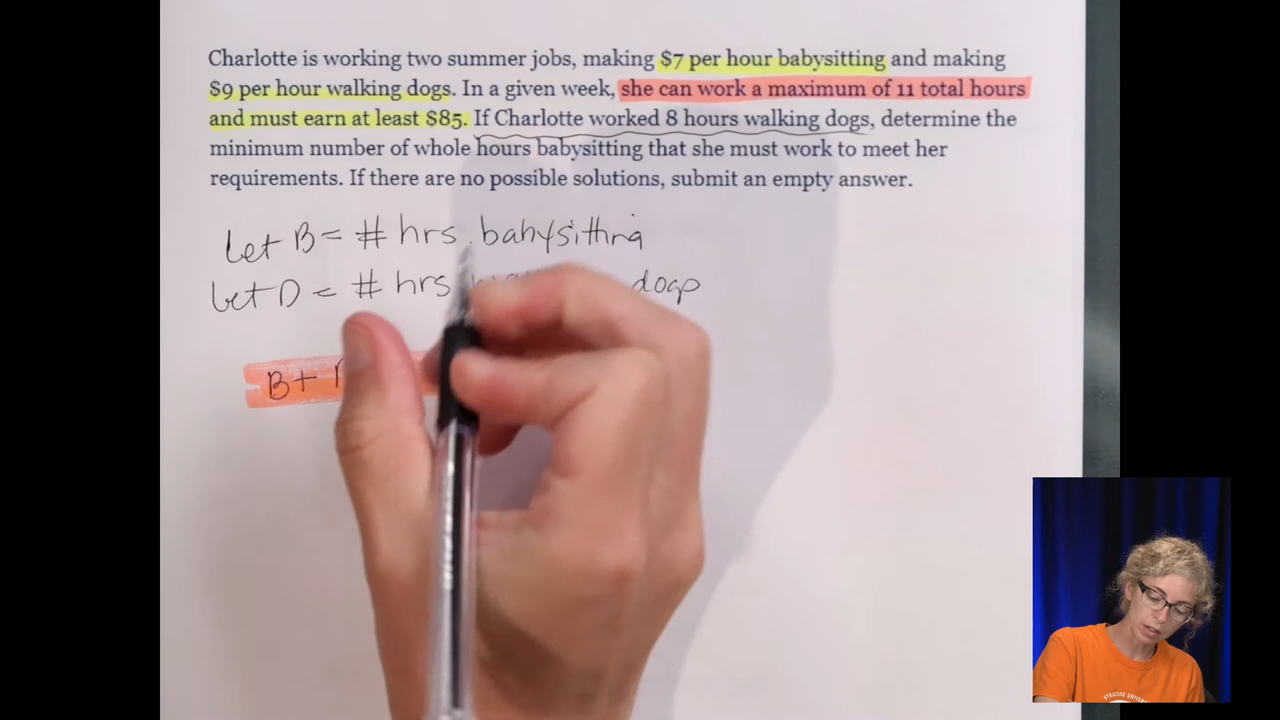 Charlotte is working two summer jobs, making $7 per hour babysitting and making
$9 per hour walking dogs. In a given week, she can work a maximum of 11 total hours
and must earn at least $85. If Charlotte worked 8 hours walking dogs, determine the
minimum number of whole hours babysitting that she must work to meet her
requirements. If there are no possible solutions, submit an empty answer.
let B = # hrs. babysitting
let D = # hrs dogs
B +